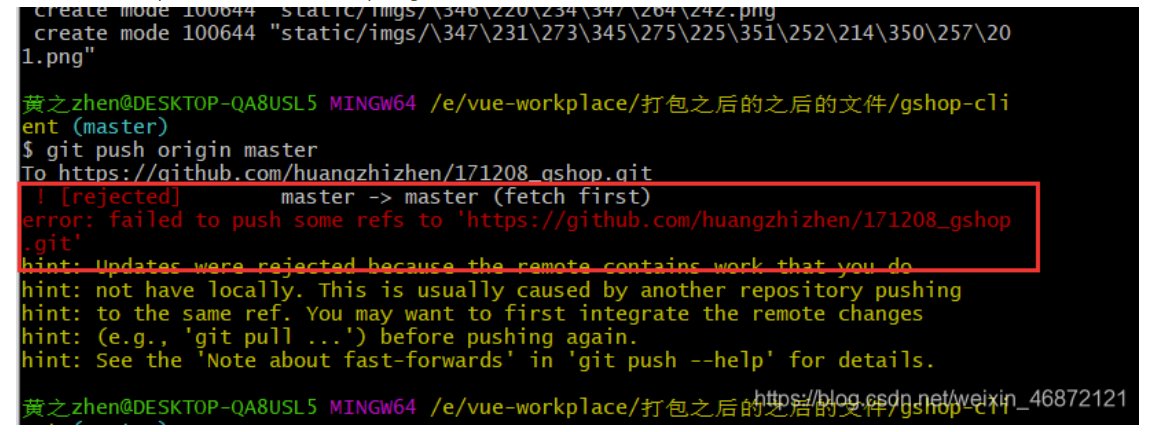 create mode 100644 "static/imgs/\346\220\234\347\264\242.png"
create mode 100644 "static/imgs/\347\231\273\345\275\225\351\252\214\350\257\20
1.png"
黄之zhen@DESKTOP-QA8USL5 MINGW64 /e/vue-workplace/打包之后的之后的文件/gshop-cli
ent (master)
$ git push origin master
To https://github.com/huangzhizhen/171208_gshop.git
! [rejected] master -> master (fetch first)
error: failed to push some refs to 'https://github.com/huangzhizhen/171208_gshop
.git'
hint: Updates were rejected because the remote contains work that you do
hint: not have locally. This is usually caused by another repository pushing
hint: to the same ref. You may want to first integrate the remote changes
hint: (e.g., 'git pull ...') before pushing again.
hint: See the 'Note about fast-forwards' in 'git push --help' for details.
黄之zhen@DESKTOP-QA8USL5 MINGW64 /e/vue-workplace/打包之后的之后的文件/gshop-cli
https://blog.csdn.net/weixin_46872121